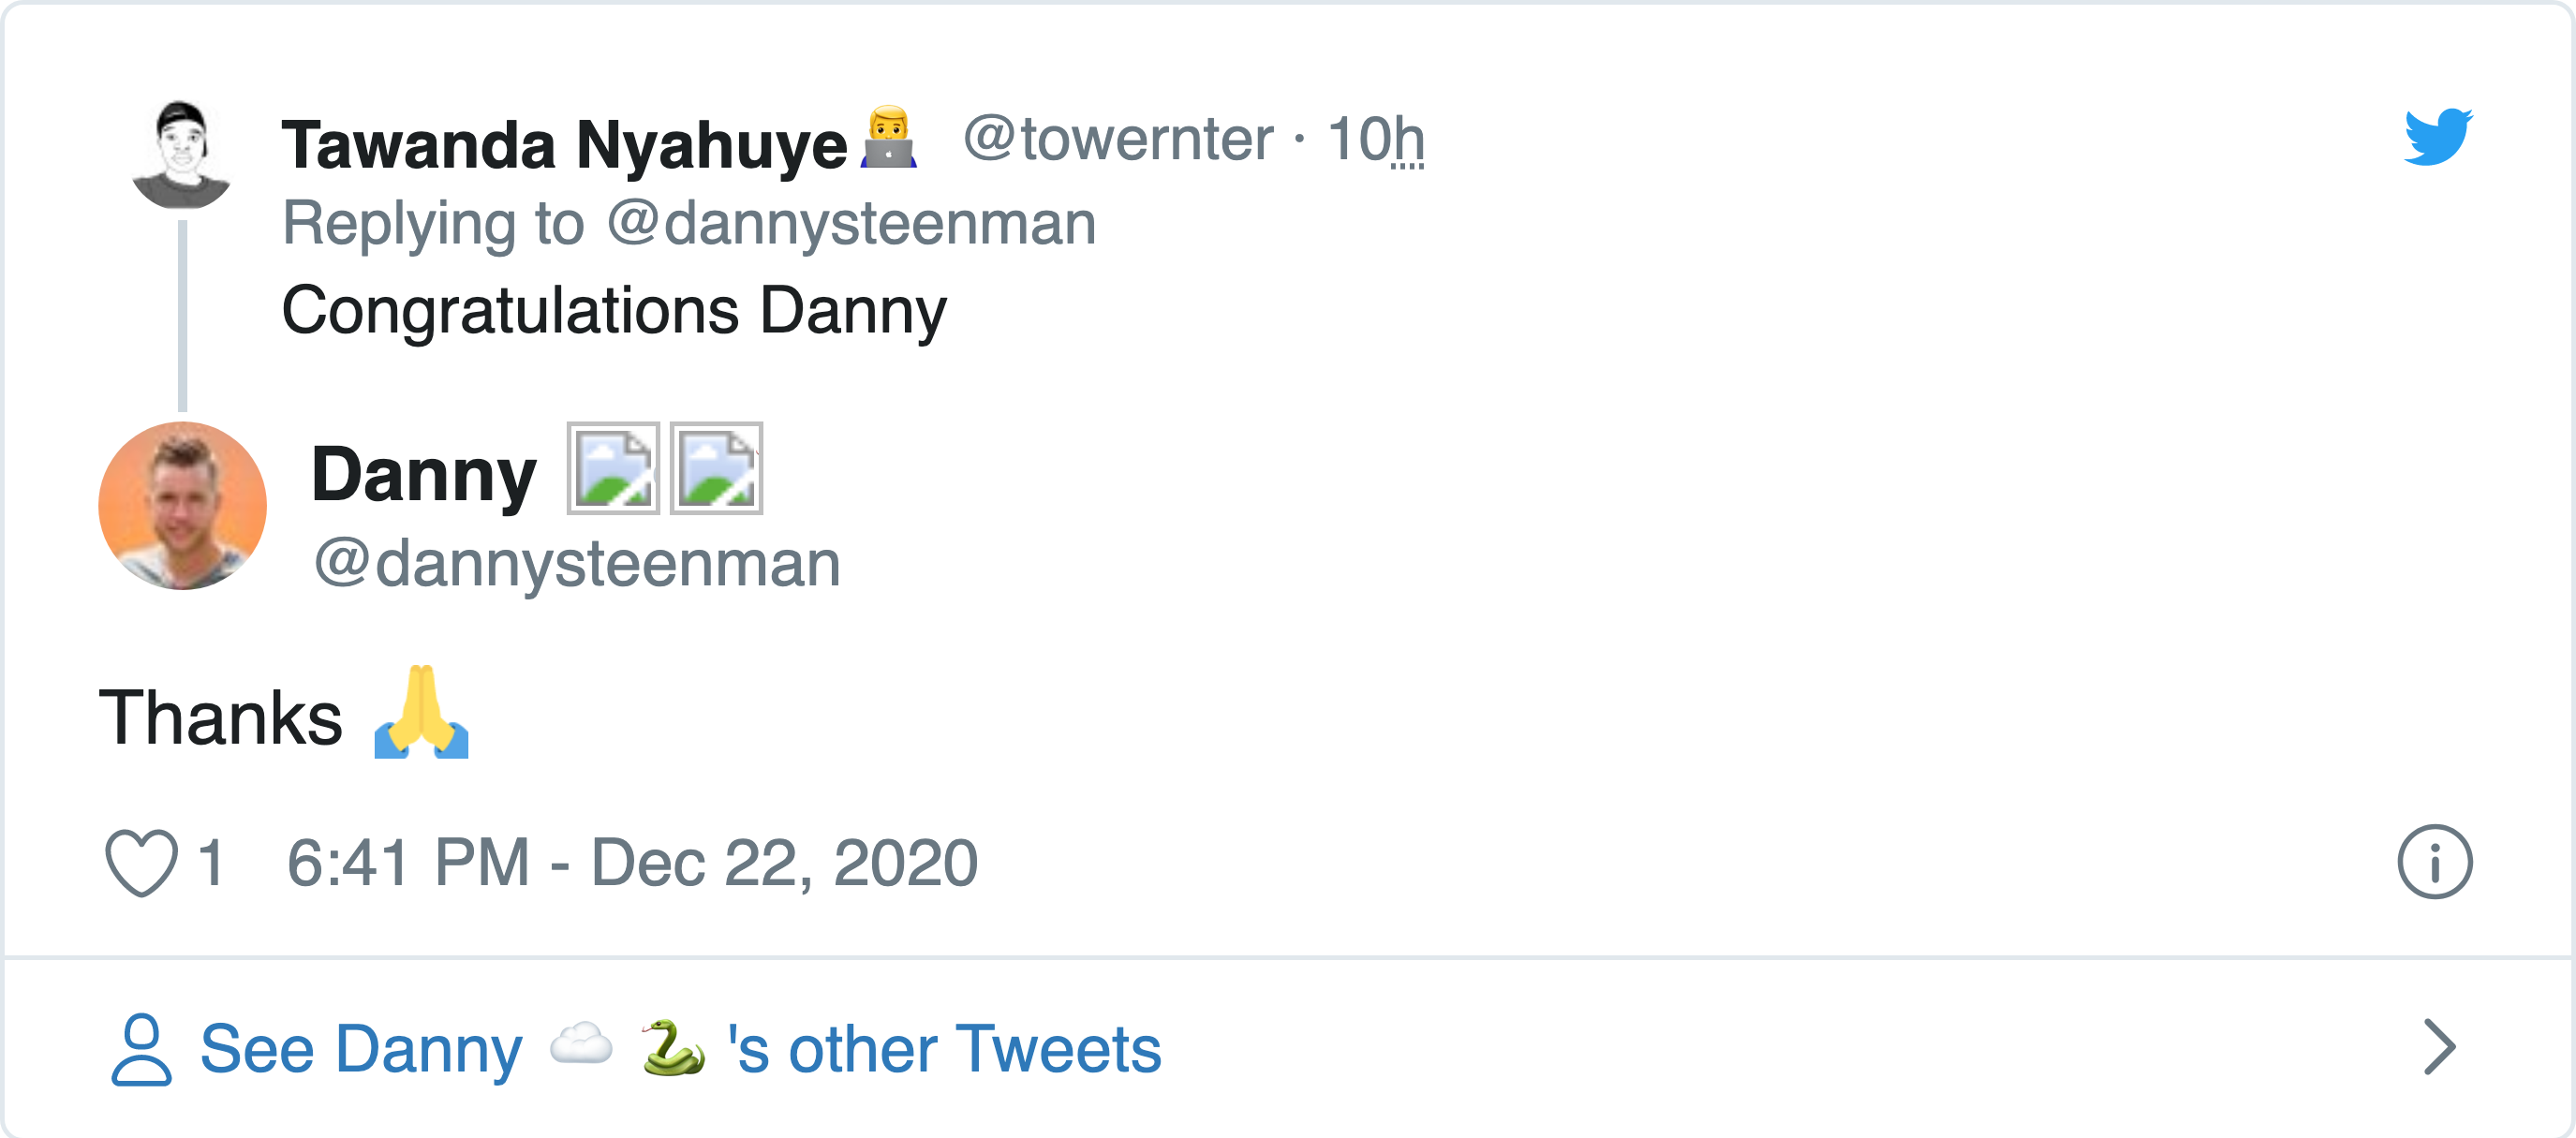 Tawanda Nyahuye👨‍💻 @towernter · 10h
Replying to @dannysteenman
Congratulations Danny
Danny
@dannysteenman
Thanks 🙏
1 6:41 PM - Dec 22, 2020
See Danny ☁️ 🐍 's other Tweets